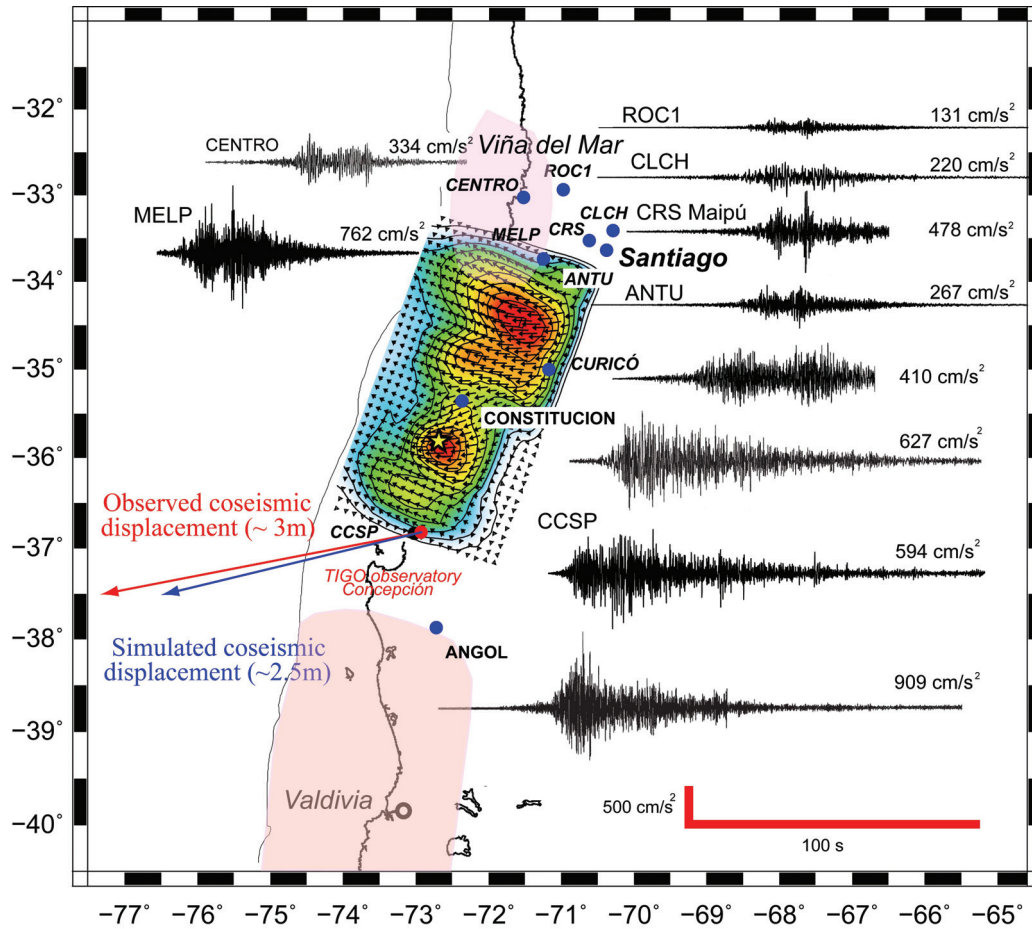 ROC1
131 cm/s²
−32°
CENTRO
334 cm/s²
Viña del Mar
ROC1
CLCH
220 cm/s²
−33°
CENTRO
MELP
762 cm/s²
CLCH
CRS
CRS Maipú
478 cm/s²
MELP
Santiago
−34°
ANTU
ANTU
267 cm/s²
−35°
CURICÓ
410 cm/s²
CONSTITUCION
627 cm/s²
−36°
Observed coseismic
displacement (~ 3m)
CCSP
CCSP
594 cm/s²
−37°
TIGO observatory
Concepción
−38°
Simulated coseismic
displacement (~2.5m)
ANGOL
909 cm/s²
−39°
Valdivia
500 cm/s²
−40°
100 s
−77° −76° −75° −74° −73° −72° −71° −70° −69° −68° −67° −66° −65°